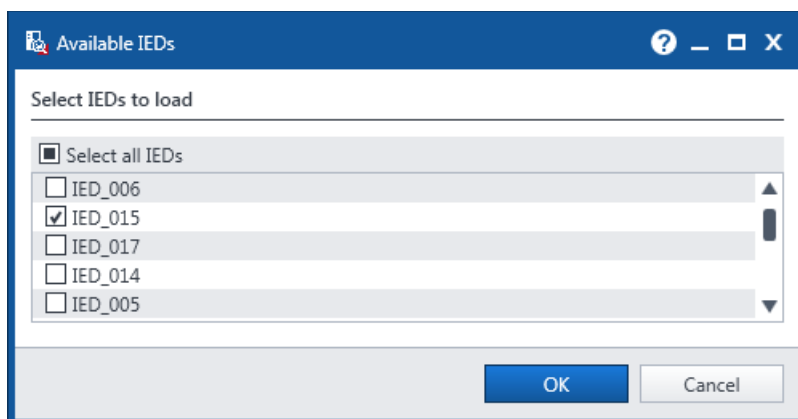 Available IEDs
Select IEDs to load
Select all IEDs
IED_006
IED_015
IED_017
IED_014
IED_005
OK Cancel